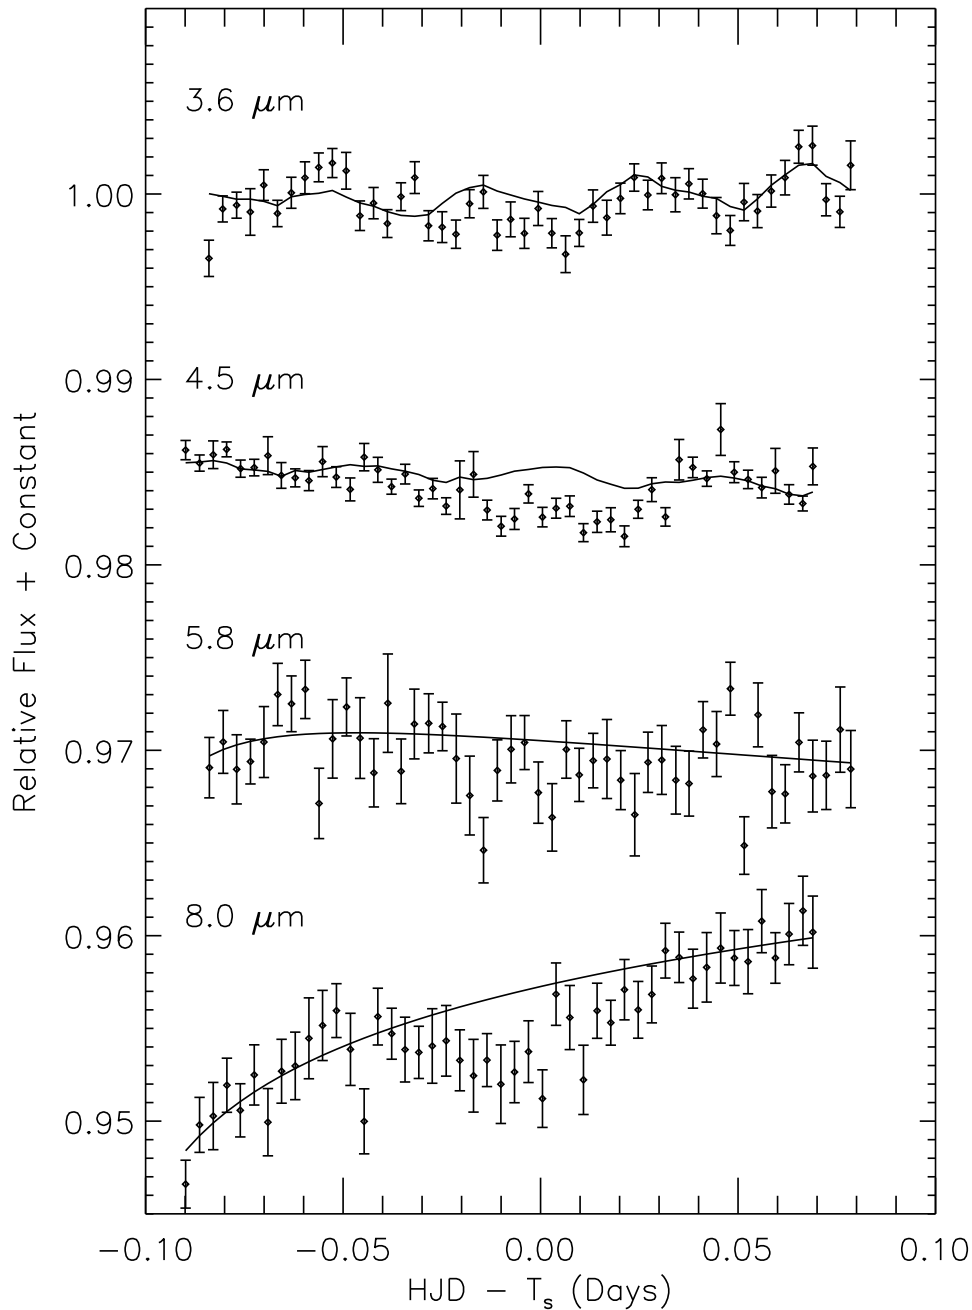 3.6 μm
1.00
4.5 μm
0.99
0.98
5.8 μm
0.97
8.0 μm
0.96
0.95
−0.10
−0.05
0.00
0.05
0.10
HJD − Ts (Days)
Relative Flux + Constant